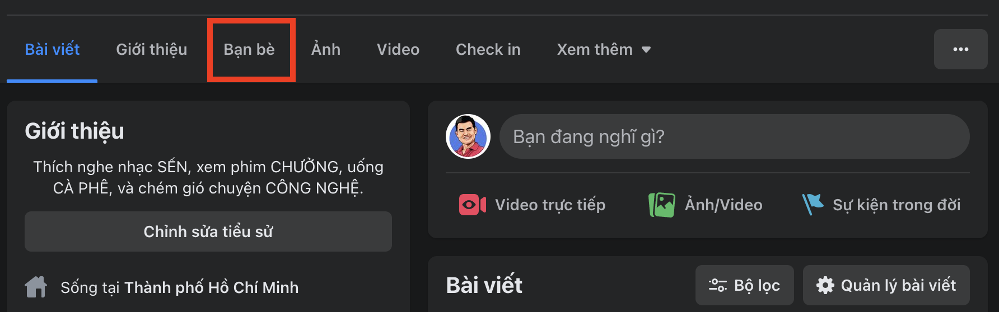 Bài viết
Giới thiệu
Bạn bè
Ảnh
Video
Check in
Xem thêm
Giới thiệu
Thích nghe nhạc SẾN, xem phim CHƯỞNG, uống
CÀ PHÊ, và chém gió chuyện CÔNG NGHỆ.
Chỉnh sửa tiểu sử
Sống tại Thành phố Hồ Chí Minh
Bạn đang nghĩ gì?
Video trực tiếp
Ảnh/Video
Sự kiện trong đời
Bài viết
Bộ lọc
Quản lý bài viết